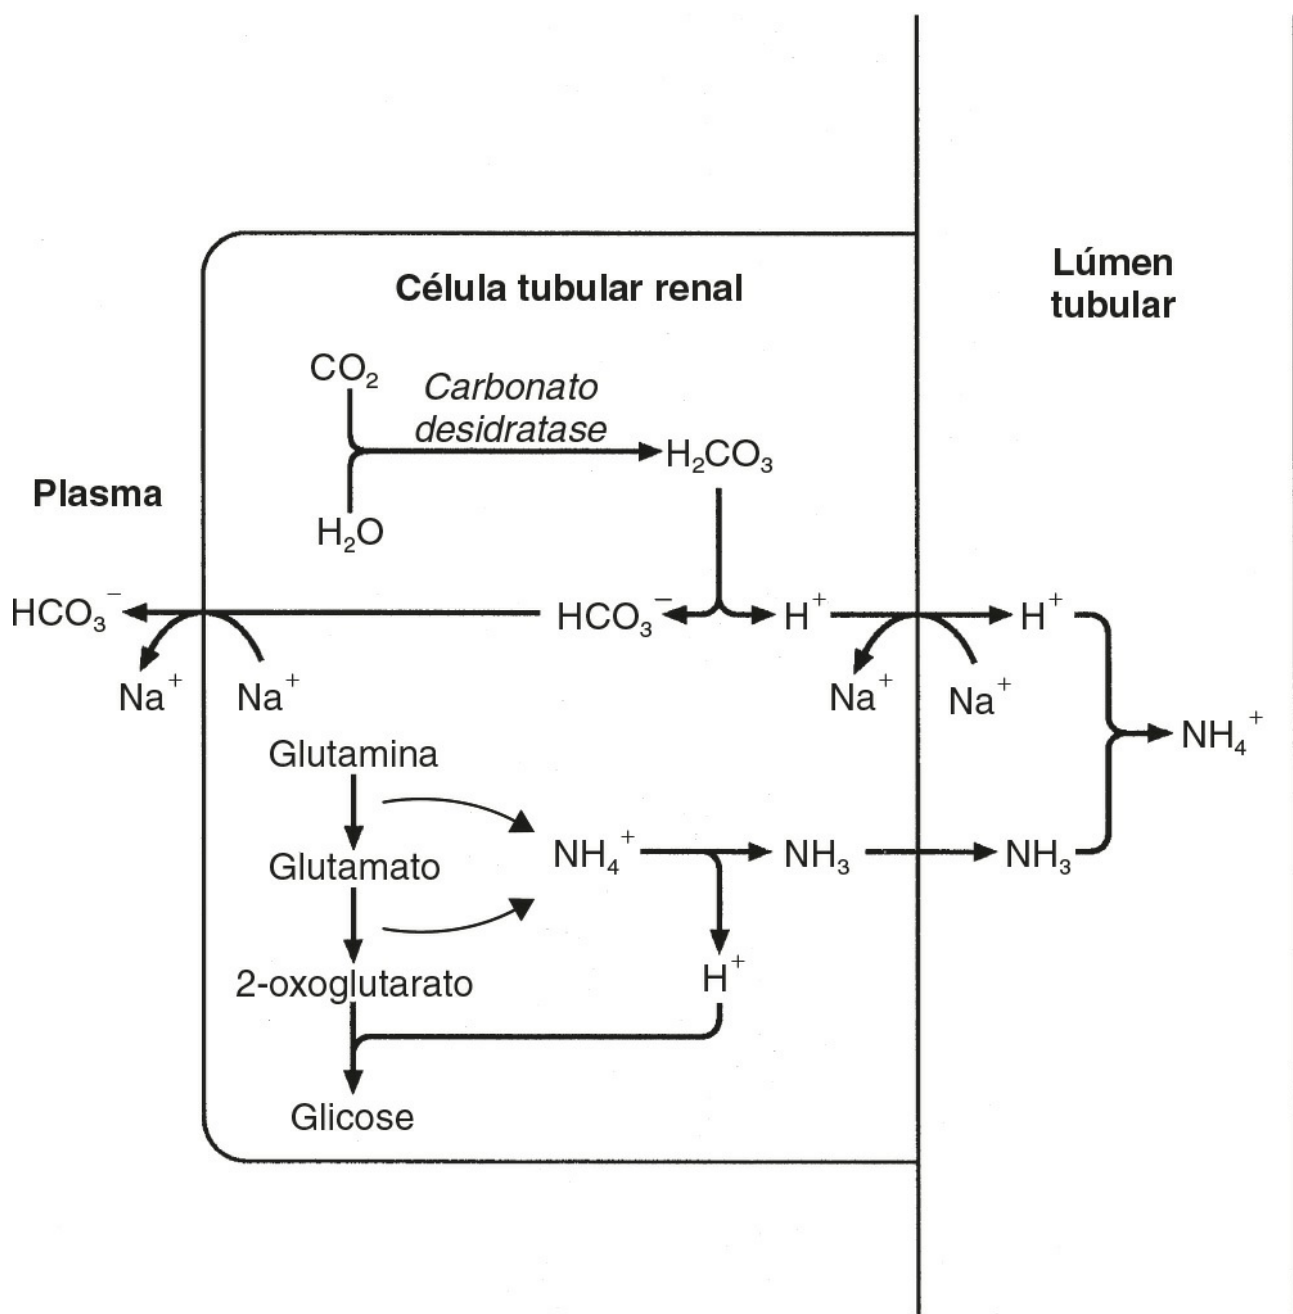 Célula tubular renal
Lúmen
tubular
CO₂
Carbonato
desidratase
H₂CO₃
Plasma
H₂O
HCO₃⁻
HCO₃⁻
H⁺
H⁺
Na⁺
Na⁺
Na⁺
Na⁺
NH₄⁺
Glutamina
Glutamato
NH₄⁺
NH₃
NH₃
2-oxoglutarato
H⁺
Glicose